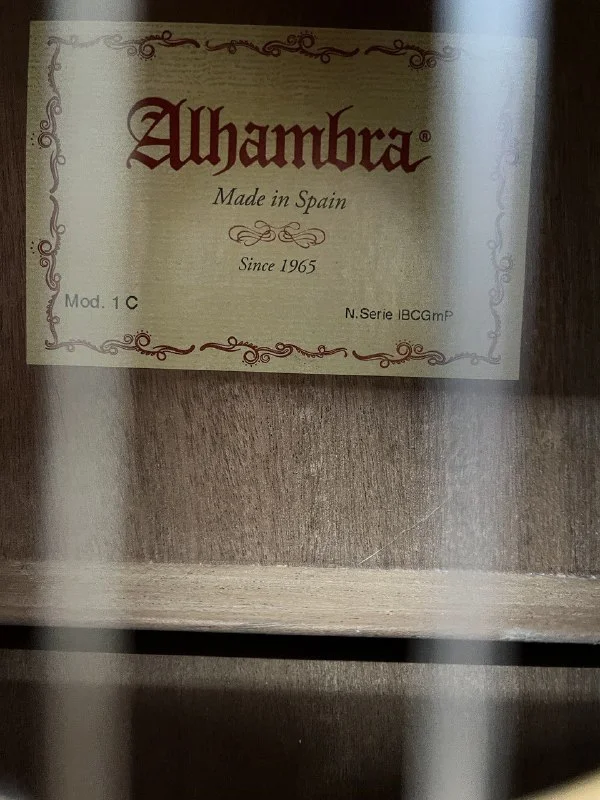 Alhambra®
Made in Spain
Since 1965
Mod. 1 C
N.Serie IBCGmP